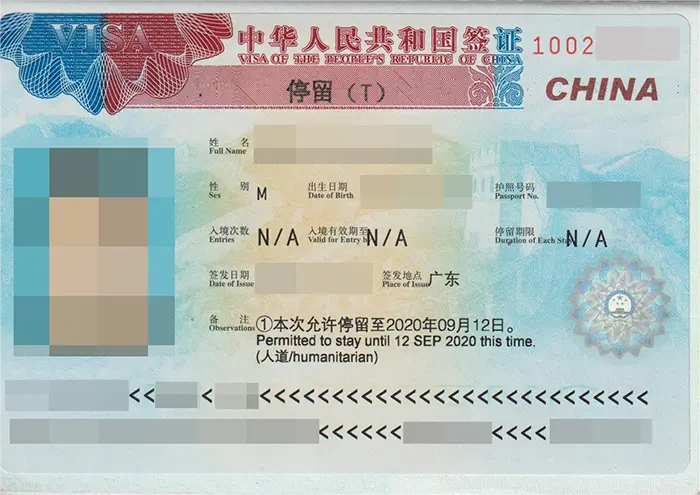 VISA
中华人民共和国签证
VISA OF THE PEOPLE'S REPUBLIC OF CHINA
1002
停留（T）
CHINA
姓 名
Full Name
性 别
Sex
M
出生日期
Date of Birth
护照号码
Passport No.
入境次数
Entries
N/A
入境有效期至
Valid for Entry by
N/A
停留期限
Duration of Each Stay
N/A
签发日期
Date of Issue
签发地点
Place of Issue
广东
备 注
Observations
①本次允许停留至2020年09月12日。
Permitted to stay until 12 SEP 2020 this time.
(人道/humanitarian)
<< < <<<<<<<<<<<<<<<<<<<<<<<<<<<<<
<<<<<< <<<<